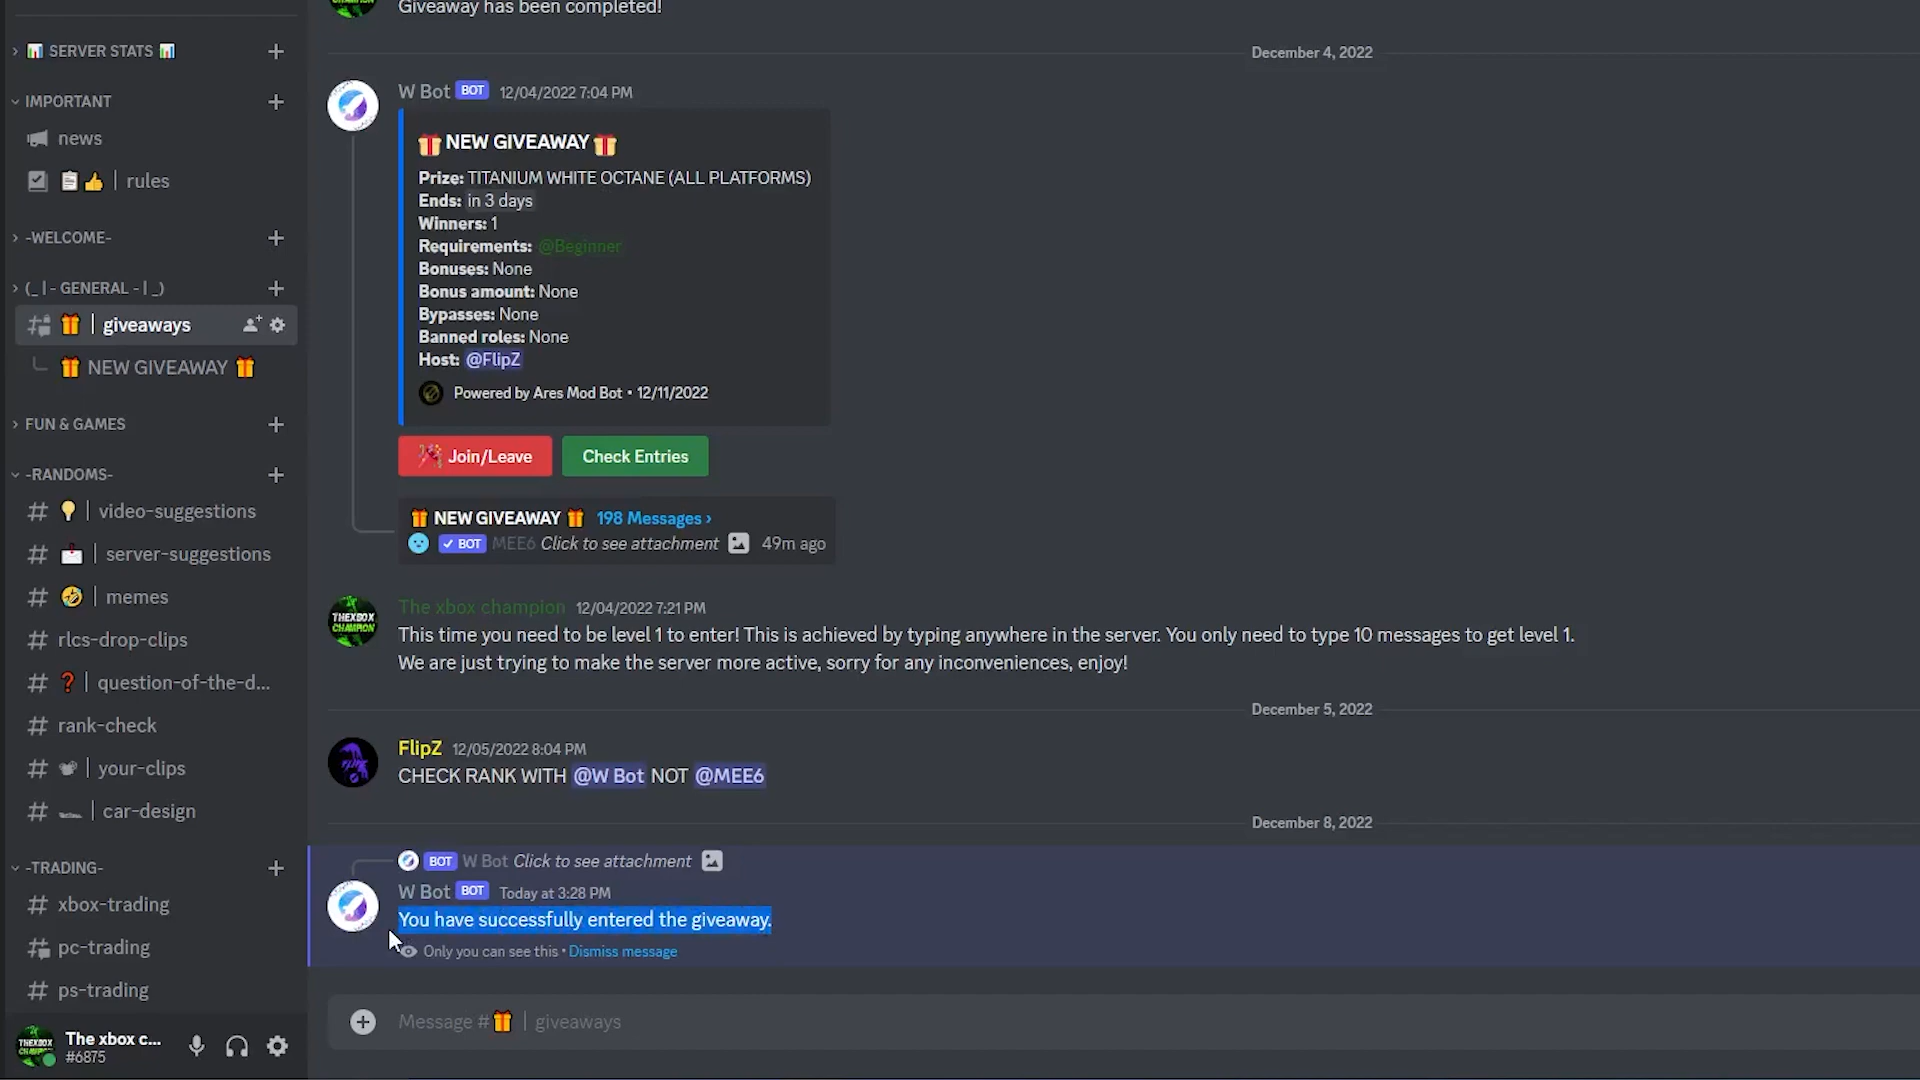 SERVER STATS
IMPORTANT
news
rules
-WELCOME-
(_ | - GENERAL - | _)
giveaways
NEW GIVEAWAY
FUN & GAMES
-RANDOMS-
video-suggestions
server-suggestions
memes
rlcs-drop-clips
question-of-the-d...
rank-check
your-clips
car-design
-TRADING-
xbox-trading
pc-trading
ps-trading
THEXBOX
CHAMPION
The xbox c...
#6875
Giveaway has been completed!
December 4, 2022
W Bot BOT 12/04/2022 7:04 PM
NEW GIVEAWAY
Prize: TITANIUM WHITE OCTANE (ALL PLATFORMS)
Ends: in 3 days
Winners: 1
Requirements: @Beginner
Bonuses: None
Bonus amount: None
Bypasses: None
Banned roles: None
Host: @FlipZ
Powered by Ares Mod Bot • 12/11/2022
Join/Leave Check Entries
NEW GIVEAWAY 198 Messages ›
✓ BOT MEE6 Click to see attachment 49m ago
THEXBOX
CHAMPION
The xbox champion 12/04/2022 7:21 PM
This time you need to be level 1 to enter! This is achieved by typing anywhere in the server. You only need to type 10 messages to get level 1.
We are just trying to make the server more active, sorry for any inconveniences, enjoy!
December 5, 2022
FlipZ 12/05/2022 8:04 PM
CHECK RANK WITH @W Bot NOT @MEE6
December 8, 2022
BOT W Bot Click to see attachment
W Bot BOT Today at 3:28 PM
You have successfully entered the giveaway.
Only you can see this • Dismiss message
Message # | giveaways